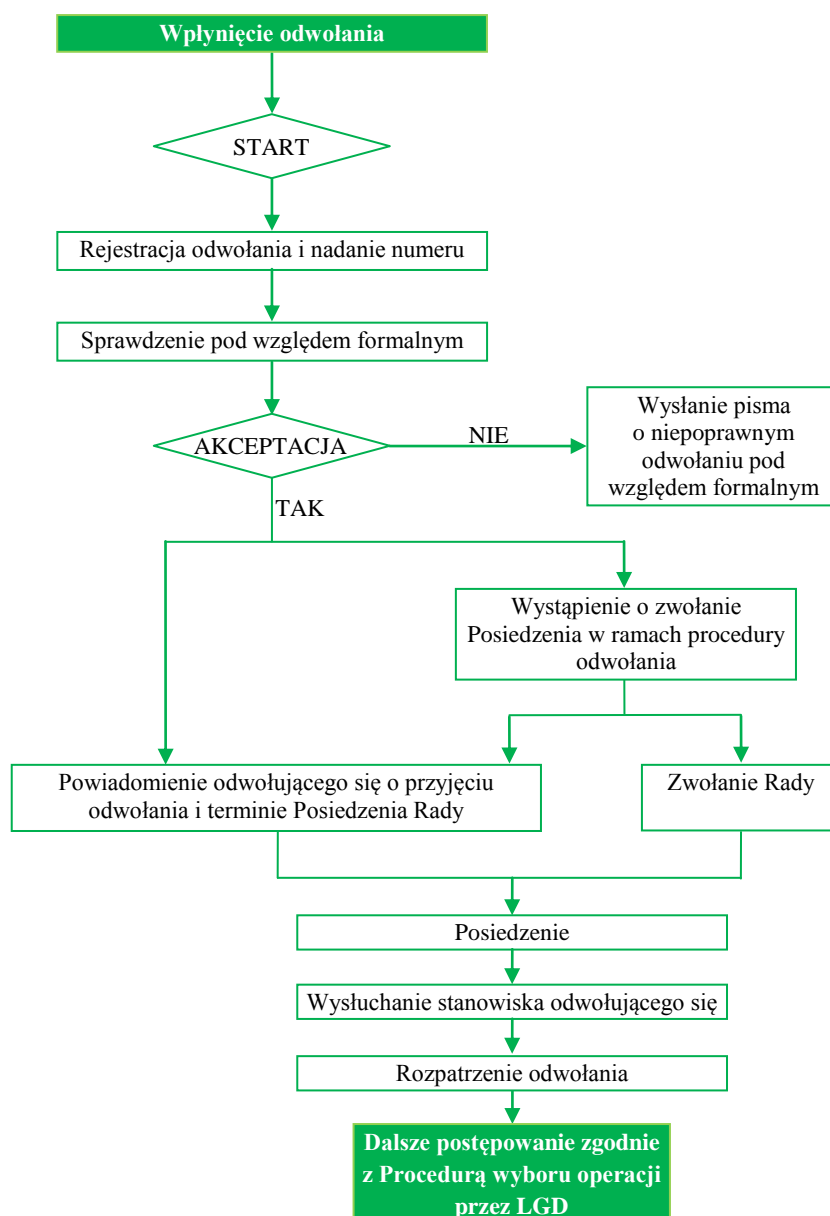 Wpłynięcie odwołania
START
Rejestracja odwołania i nadanie numeru
Sprawdzenie pod względem formalnym
AKCEPTACJA
NIE
Wysłanie pisma
o niepoprawnym
odwołaniu pod
względem formalnym
TAK
Wystąpienie o zwołanie
Posiedzenia w ramach procedury
odwołania
Powiadomienie odwołującego się o przyjęciu
odwołania i terminie Posiedzenia Rady
Zwołanie Rady
Posiedzenie
Wysłuchanie stanowiska odwołującego się
Rozpatrzenie odwołania
Dalsze postępowanie zgodnie
z Procedurą wyboru operacji
przez LGD